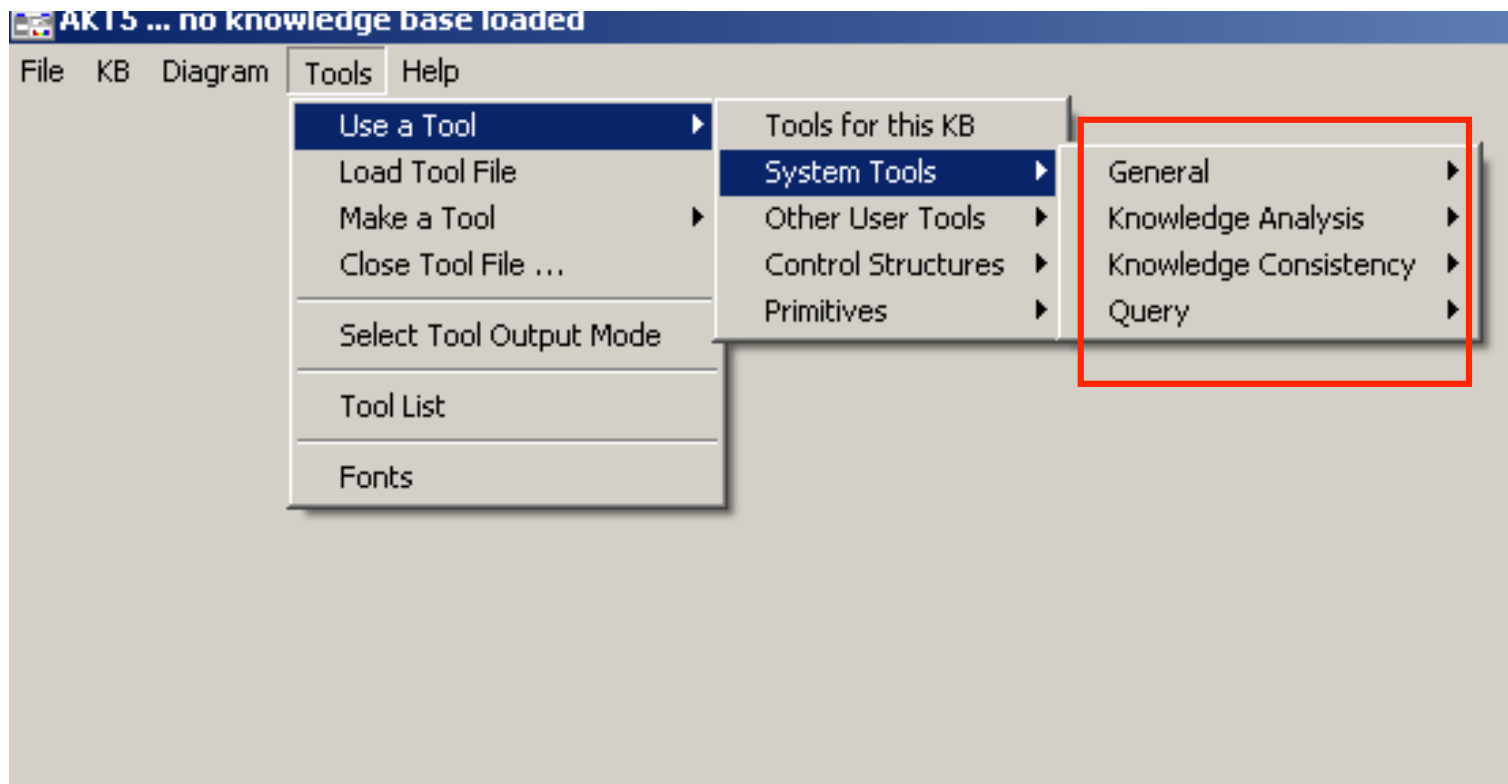 AKT5 ... no knowledge base loaded
File KB Diagram Tools Help
Use a Tool
Load Tool File
Make a Tool
Close Tool File ...
Select Tool Output Mode
Tool List
Fonts
Tools for this KB
System Tools
Other User Tools
Control Structures
Primitives
General
Knowledge Analysis
Knowledge Consistency
Query